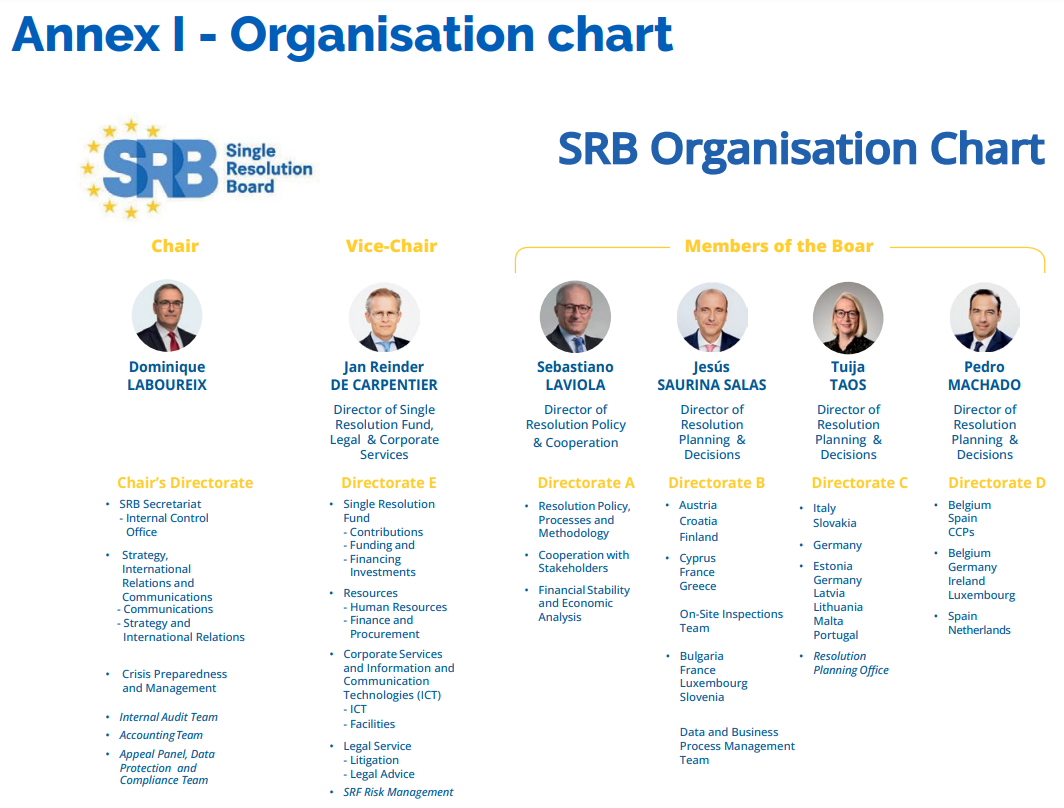 Annex I - Organisation chart
SRB
Single
Resolution
Board
SRB Organisation Chart
Chair
Dominique
LABOUREIX
Chair's Directorate
• SRB Secretariat
- Internal Control
Office
• Strategy,
International
Relations and
Communications
- Communications
- Strategy and
International Relations
• Crisis Preparedness
and Management
• Internal Audit Team
• Accounting Team
• Appeal Panel, Data
Protection and
Compliance Team
Vice-Chair
Jan Reinder
DE CARPENTIER
Director of Single
Resolution Fund,
Legal & Corporate
Services
Directorate E
• Single Resolution
Fund
- Contributions
- Funding and
- Financing
Investments
• Resources
- Human Resources
- Finance and
Procurement
• Corporate Services
and Information and
Communication
Technologies (ICT)
- ICT
- Facilities
• Legal Service
- Litigation
- Legal Advice
• SRF Risk Management
Members of the Boar
Sebastiano
LAVIOLA
Director of
Resolution Policy
& Cooperation
Directorate A
• Resolution Policy,
Processes and
Methodology
• Cooperation with
Stakeholders
• Financial Stability
and Economic
Analysis
Jesús
SAURINA SALAS
Director of
Resolution
Planning &
Decisions
Directorate B
• Austria
Croatia
Finland
• Cyprus
France
Greece
On-Site Inspections
Team
• Bulgaria
France
Luxembourg
Slovenia
Data and Business
Process Management
Team
Tuija
TAOS
Director of
Resolution
Planning &
Decisions
Directorate C
• Italy
Slovakia
• Germany
• Estonia
Germany
Latvia
Lithuania
Malta
Portugal
• Resolution
Planning Office
Pedro
MACHADO
Director of
Resolution
Planning &
Decisions
Directorate D
• Belgium
Spain
CCPs
• Belgium
Germany
Ireland
Luxembourg
• Spain
Netherlands